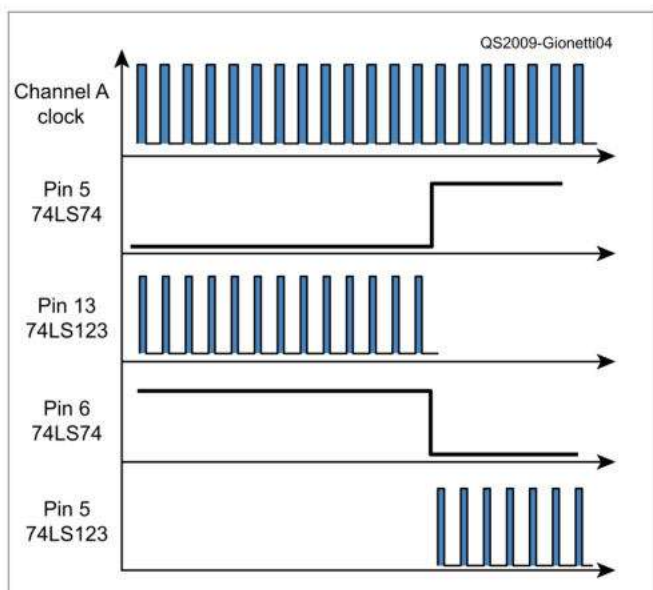 QS2009-Gionetti04
Channel A
clock
Pin 5
74LS74
Pin 13
74LS123
Pin 6
74LS74
Pin 5
74LS123